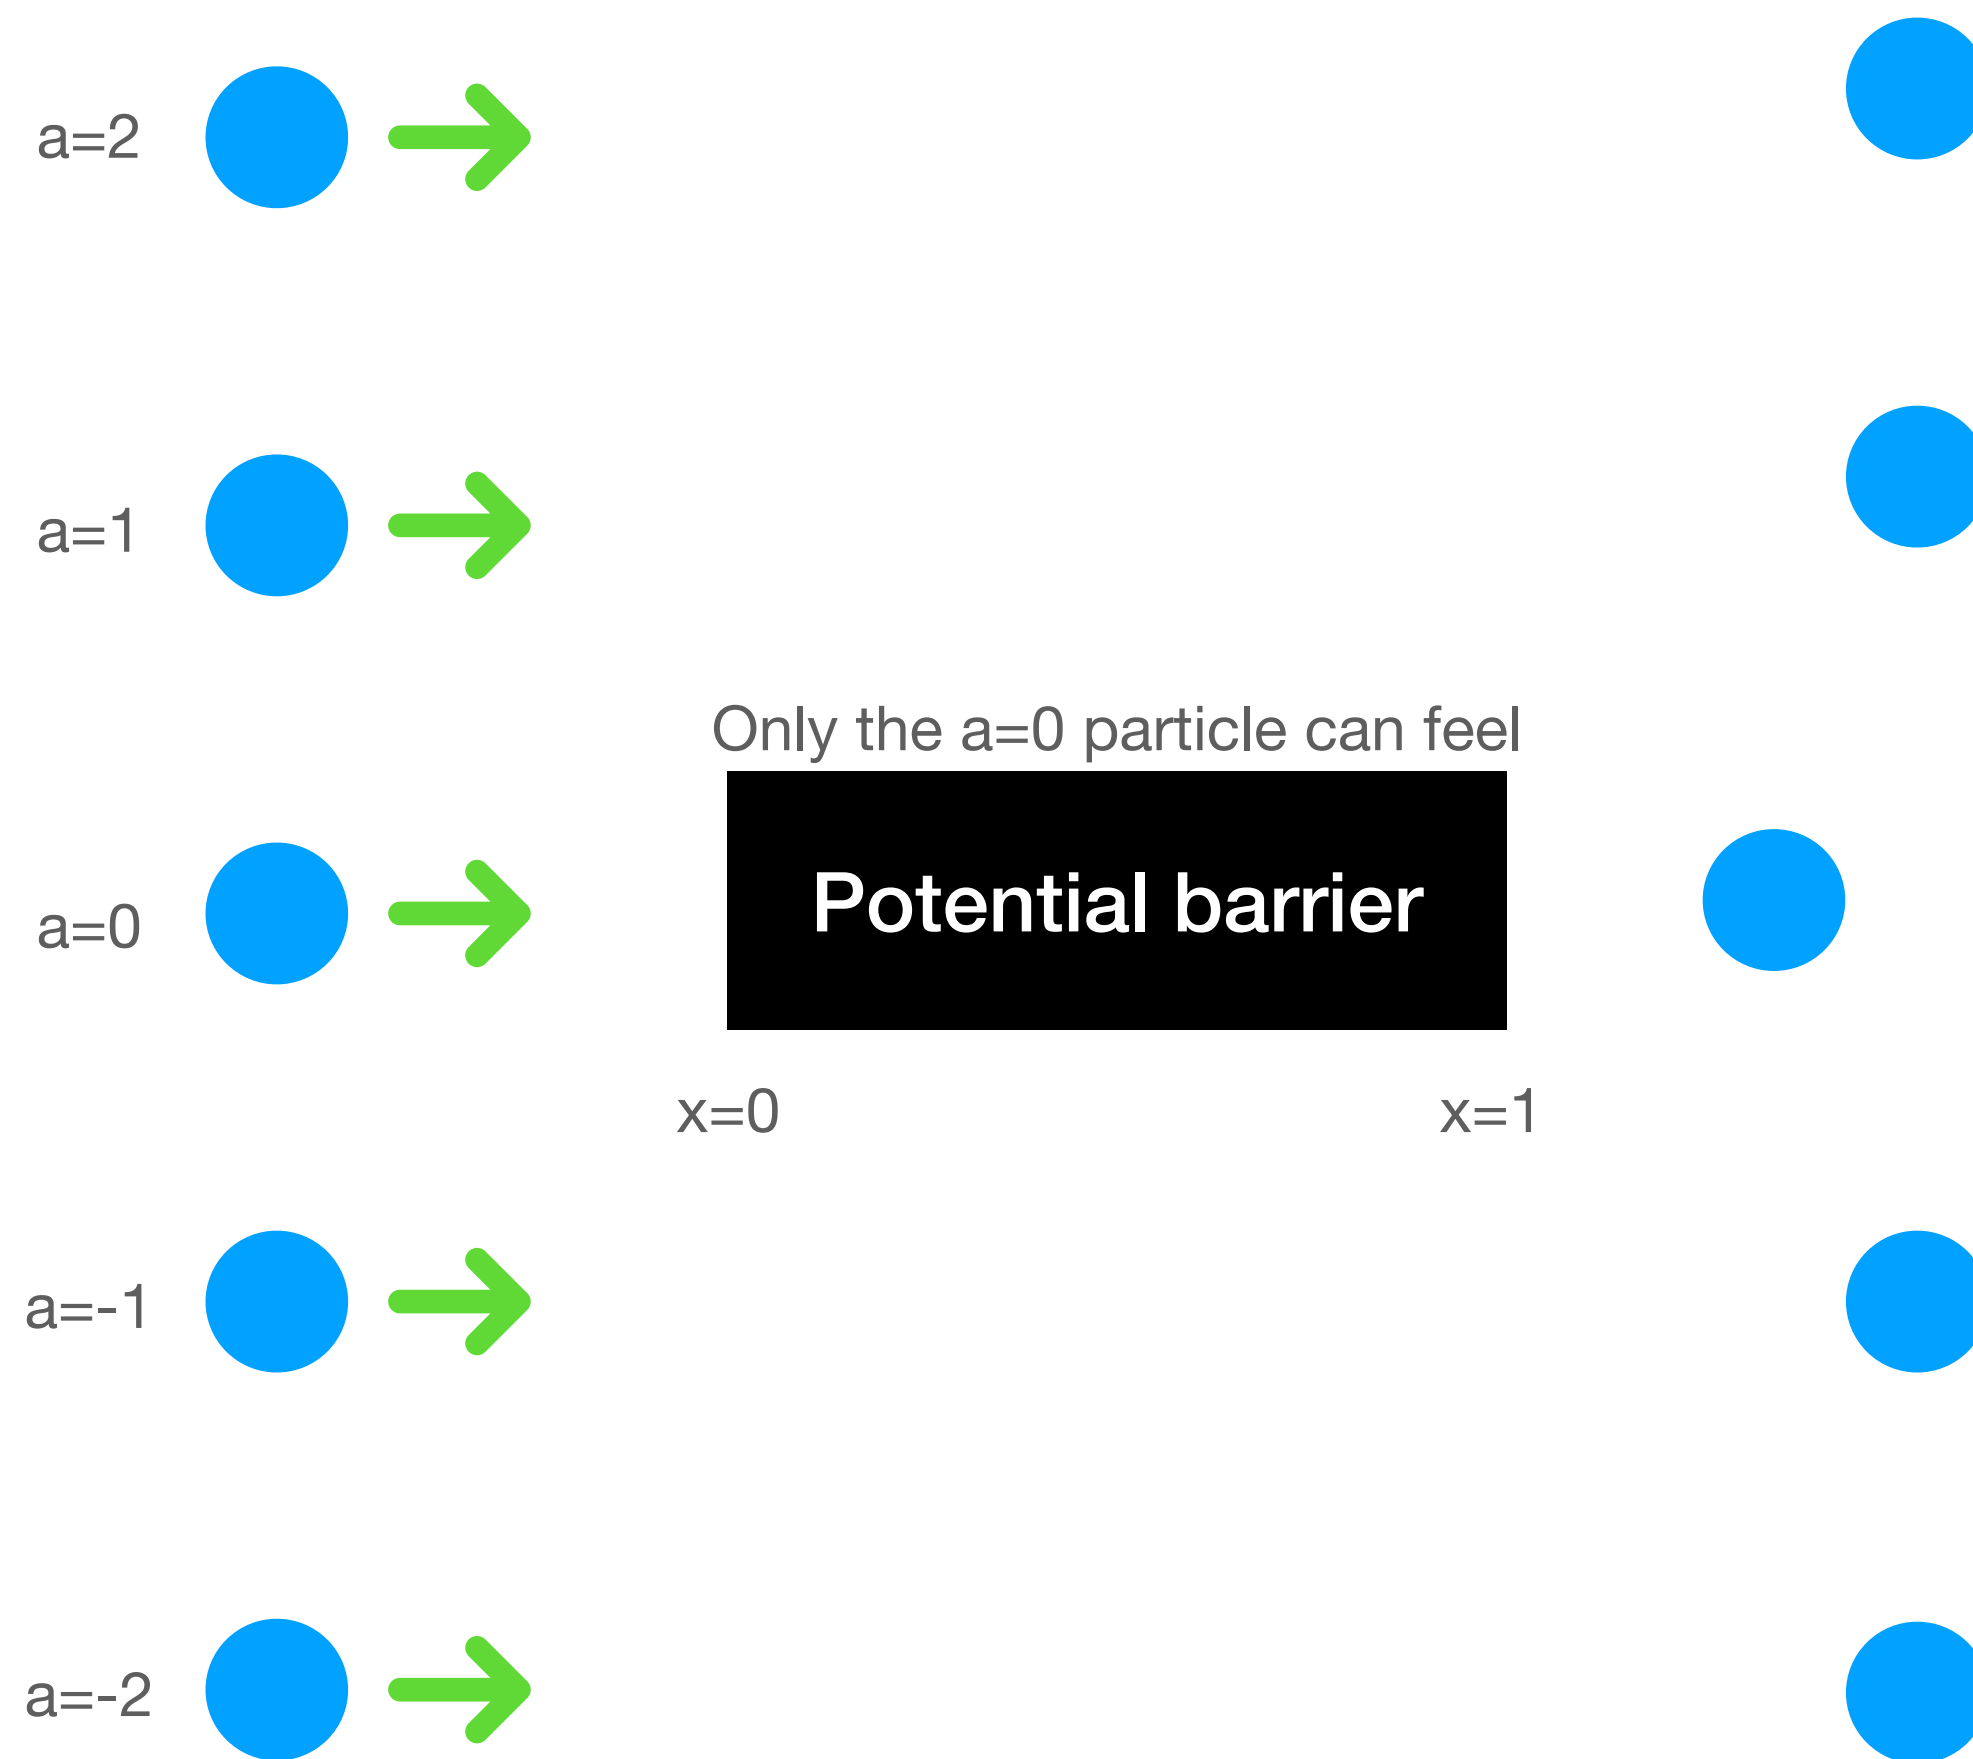 a=2
a=1
Only the a=0 particle can feel
Potential barrier
a=0
x=0
x=1
a=-1
a=-2